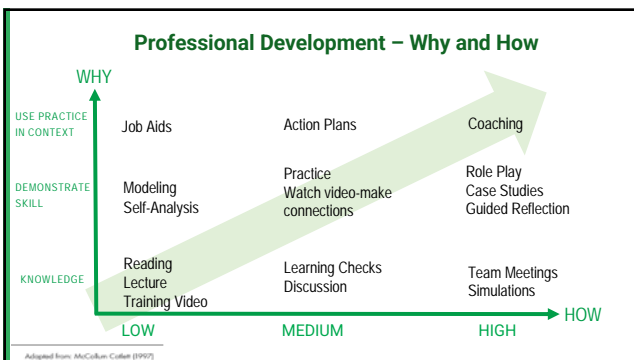 Professional Development – Why and How
WHY
USE PRACTICE
IN CONTEXT
Job Aids
Action Plans
Coaching
DEMONSTRATE
SKILL
Modeling
Self-Analysis
Practice
Watch video-make
connections
Role Play
Case Studies
Guided Reflection
KNOWLEDGE
Reading
Lecture
Training Video
Learning Checks
Discussion
Team Meetings
Simulations
HOW
LOW
MEDIUM
HIGH
Adapted from: McCollum Catlett (1997)